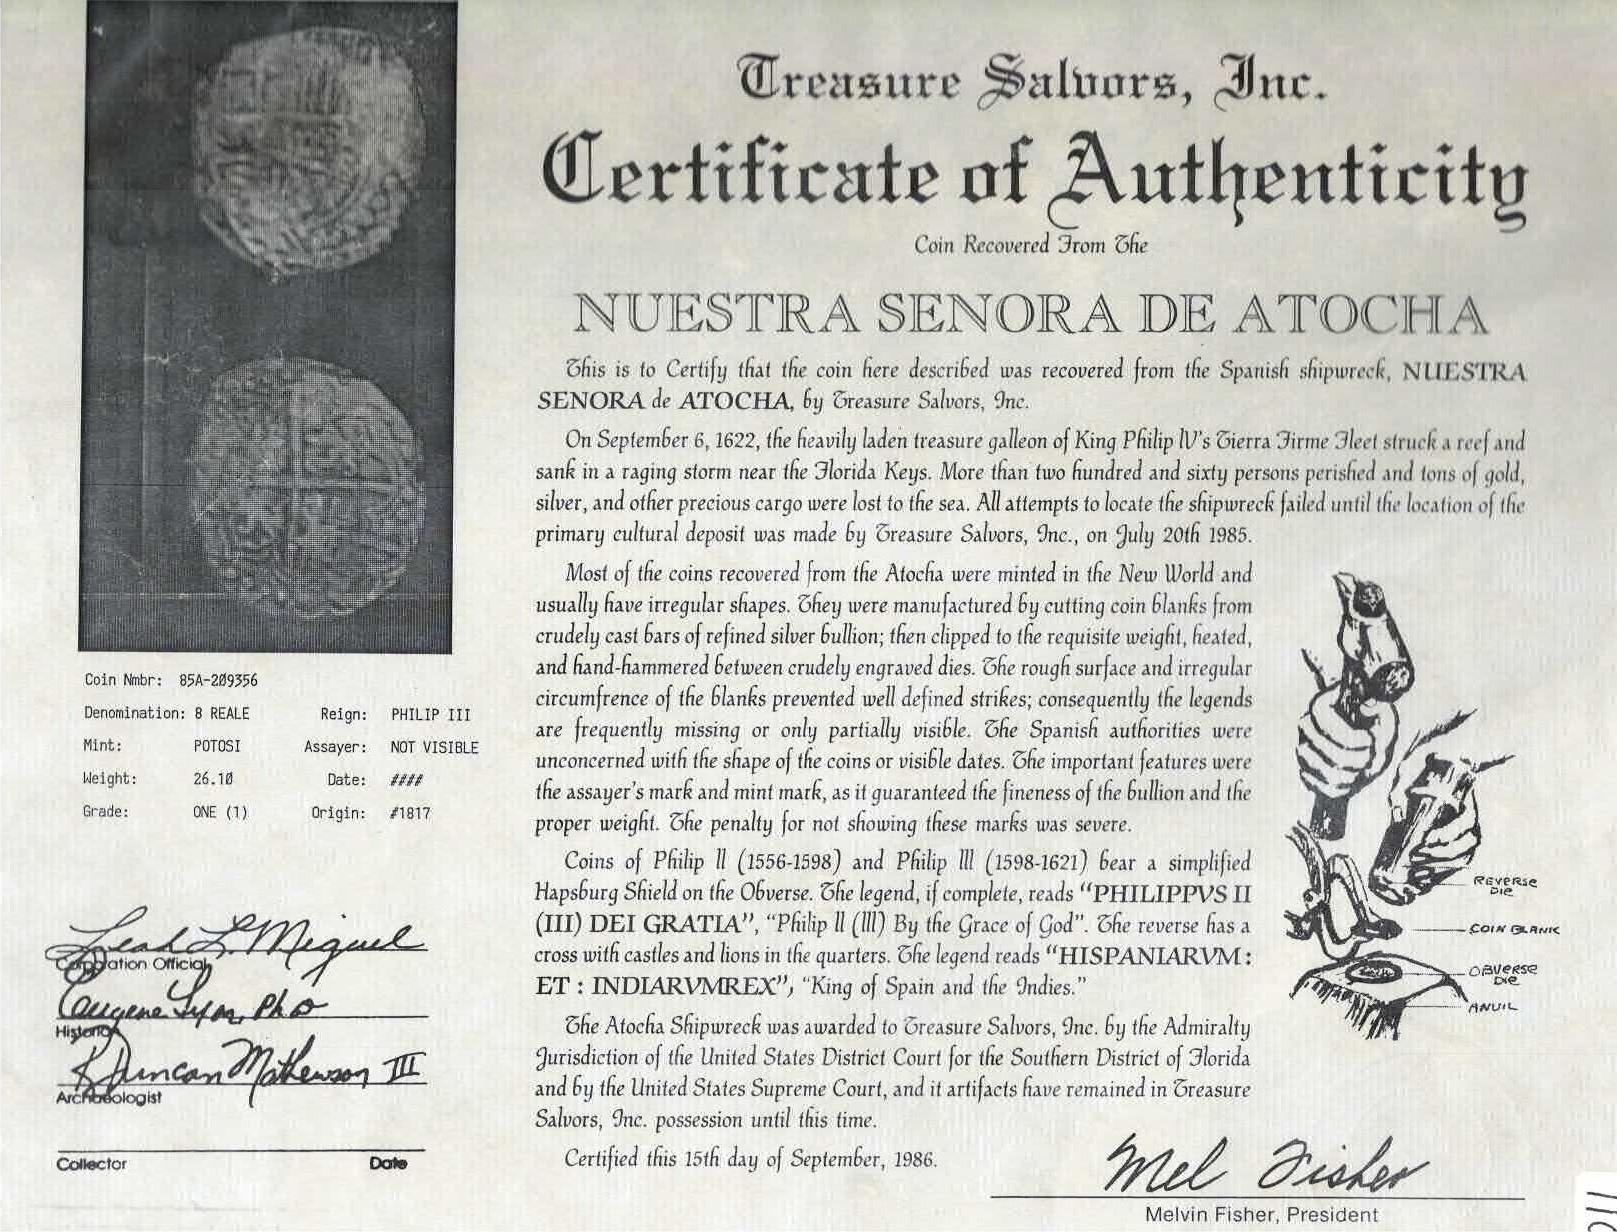 Treasure Salvors, Inc.
Certificate of Authenticity
Coin Recovered From The
NUESTRA SENORA DE ATOCHA
This is to Certify that the coin here described was recovered from the Spanish shipwreck, NUESTRA
SENORA de ATOCHA, by Treasure Salvors, Inc.
On September 6, 1622, the heavily laden treasure galleon of King Philip IV's Tierra Firme Fleet struck a reef and
sank in a raging storm near the Florida Keys. More than two hundred and sixty persons perished and tons of gold,
silver, and other precious cargo were lost to the sea. All attempts to locate the shipwreck failed until the location of the
primary cultural deposit was made by Treasure Salvors, Inc., on July 20th 1985.
Most of the coins recovered from the Atocha were minted in the New World and
usually have irregular shapes. They were manufactured by cutting coin blanks from
crudely cast bars of refined silver bullion; then clipped to the requisite weight, heated,
and hand-hammered between crudely engraved dies. The rough surface and irregular
circumfrence of the blanks prevented well defined strikes; consequently the legends
are frequently missing or only partially visible. The Spanish authorities were
unconcerned with the shape of the coins or visible dates. The important features were
the assayer's mark and mint mark, as it guaranteed the fineness of the bullion and the
proper weight. The penalty for not showing these marks was severe.
Coins of Philip II (1556-1598) and Philip III (1598-1621) bear a simplified
Hapsburg Shield on the Obverse. The legend, if complete, reads "PHILIPPVS II
(III) DEI GRATIA", "Philip II (III) By the Grace of God". The reverse has a
cross with castles and lions in the quarters. The legend reads "HISPANIARVM :
ET : INDIARVMREX", "King of Spain and the Indies."
The Atocha Shipwreck was awarded to Treasure Salvors, Inc. by the Admiralty
Jurisdiction of the United States District Court for the Southern District of Florida
and by the United States Supreme Court, and it artifacts have remained in Treasure
Salvors, Inc. possession until this time.
Certified this 15th day of September, 1986.
REVERSE
DIE
COIN BLANK
OBVERSE
DIE
ANVIL
Coin Nmbr: 85A-209356
Denomination: 8 REALE Reign: PHILIP III
Mint: POTOSI Assayer: NOT VISIBLE
Weight: 26.10 Date: ####
Grade: ONE (1) Origin: #1817
Leah L Miguel
Corporation Official
Eugene Lyon, PhD
Historian
R Duncan Mathewson III
Archaeologist
Collector Date
Mel Fisher
Melvin Fisher, President